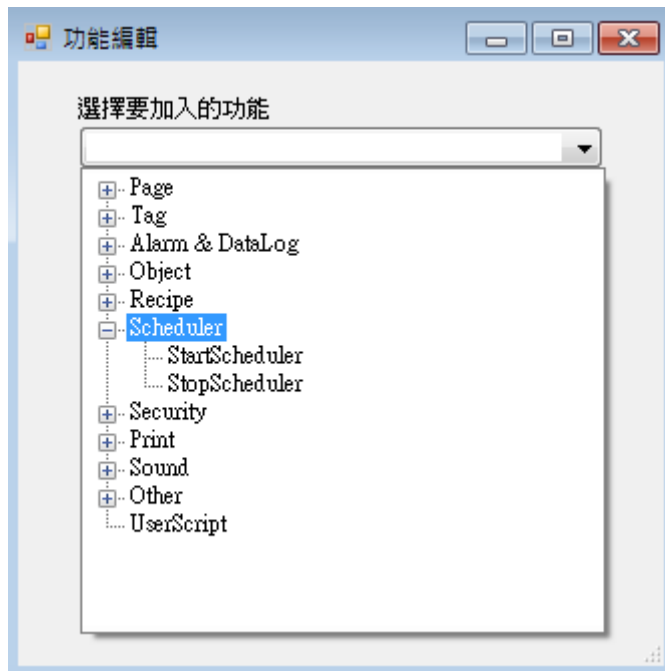 功能編輯
選擇要加入的功能
Page
Tag
Alarm & DataLog
Object
Recipe
Scheduler
StartScheduler
StopScheduler
Security
Print
Sound
Other
UserScript